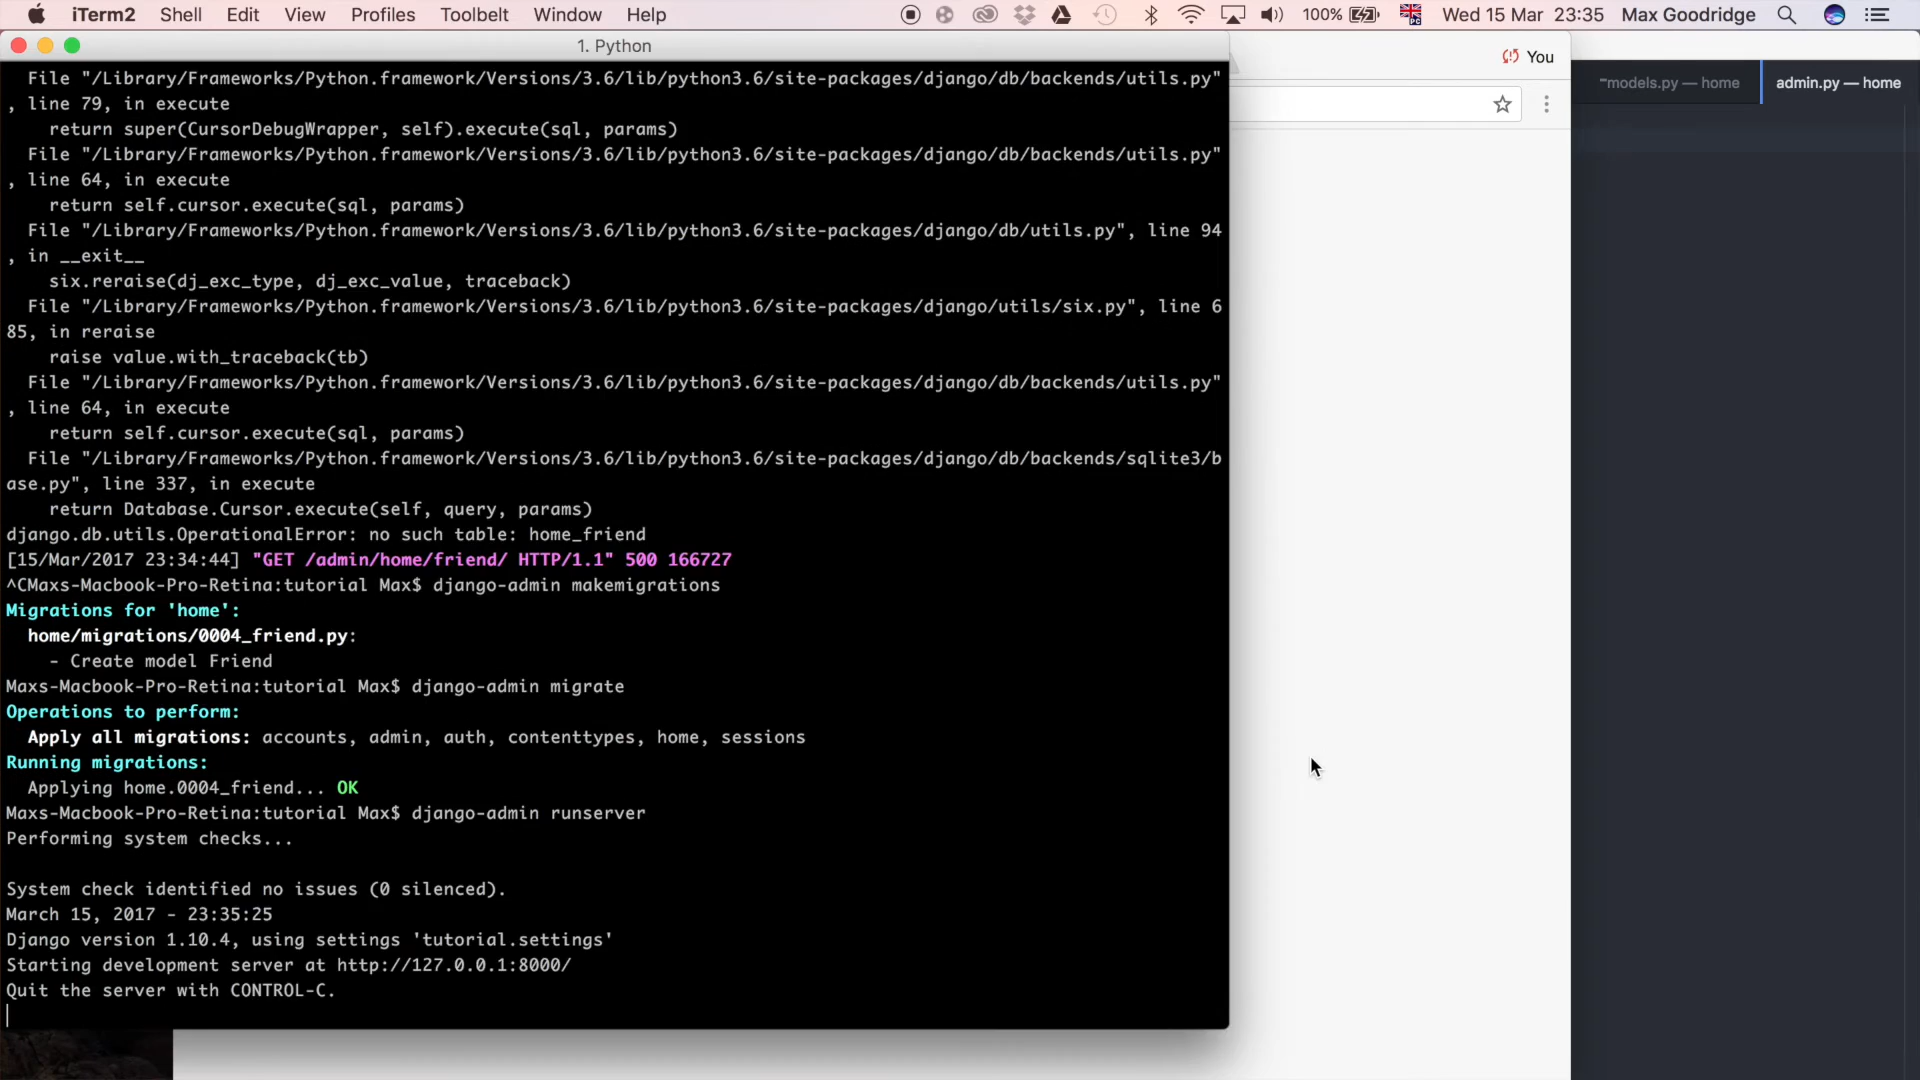 iTerm2 Shell Edit View Profiles Toolbelt Window Help 100% Wed 15 Mar 23:35 Max Goodridge
1. Python
You
models.py — home admin.py — home
File "/Library/Frameworks/Python.framework/Versions/3.6/lib/python3.6/site-packages/django/db/backends/utils.py"
, line 79, in execute
return super(CursorDebugWrapper, self).execute(sql, params)
File "/Library/Frameworks/Python.framework/Versions/3.6/lib/python3.6/site-packages/django/db/backends/utils.py"
, line 64, in execute
return self.cursor.execute(sql, params)
File "/Library/Frameworks/Python.framework/Versions/3.6/lib/python3.6/site-packages/django/db/utils.py", line 94
, in __exit__
six.reraise(dj_exc_type, dj_exc_value, traceback)
File "/Library/Frameworks/Python.framework/Versions/3.6/lib/python3.6/site-packages/django/utils/six.py", line 6
85, in reraise
raise value.with_traceback(tb)
File "/Library/Frameworks/Python.framework/Versions/3.6/lib/python3.6/site-packages/django/db/backends/utils.py"
, line 64, in execute
return self.cursor.execute(sql, params)
File "/Library/Frameworks/Python.framework/Versions/3.6/lib/python3.6/site-packages/django/db/backends/sqlite3/b
ase.py", line 337, in execute
return Database.Cursor.execute(self, query, params)
django.db.utils.OperationalError: no such table: home_friend
[15/Mar/2017 23:34:44] "GET /admin/home/friend/ HTTP/1.1" 500 166727
^CMaxs-Macbook-Pro-Retina:tutorial Max$ django-admin makemigrations
Migrations for 'home':
home/migrations/0004_friend.py:
- Create model Friend
Maxs-Macbook-Pro-Retina:tutorial Max$ django-admin migrate
Operations to perform:
Apply all migrations: accounts, admin, auth, contenttypes, home, sessions
Running migrations:
Applying home.0004_friend... OK
Maxs-Macbook-Pro-Retina:tutorial Max$ django-admin runserver
Performing system checks...
System check identified no issues (0 silenced).
March 15, 2017 - 23:35:25
Django version 1.10.4, using settings 'tutorial.settings'
Starting development server at http://127.0.0.1:8000/
Quit the server with CONTROL-C.